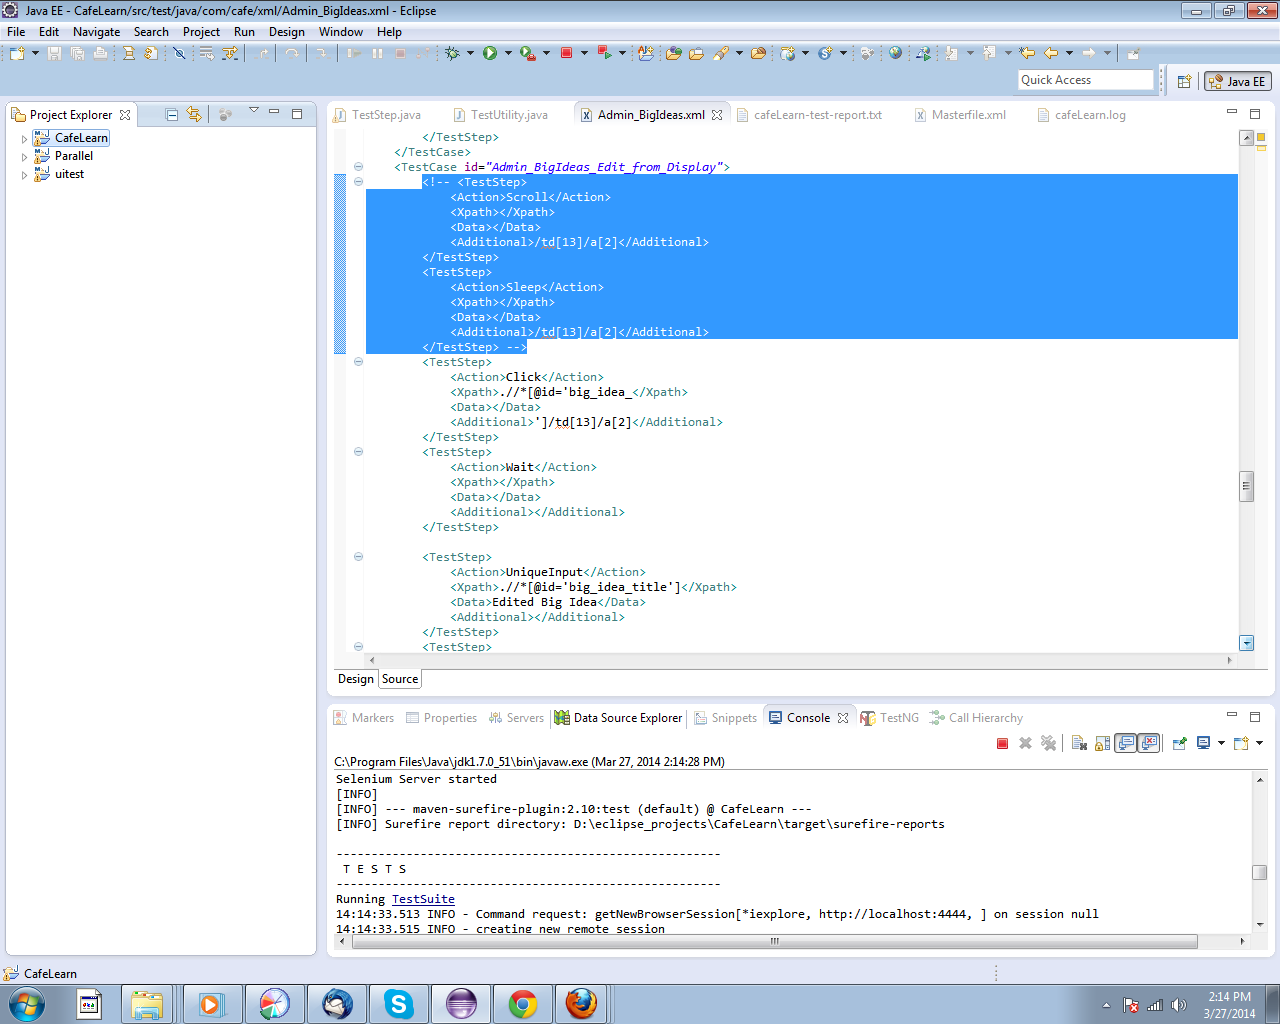 Java EE - CafeLearn/src/test/java/com/cafe/xml/Admin_BigIdeas.xml - Eclipse
File Edit Navigate Search Project Run Design Window Help
Quick Access
Java EE
Project Explorer
CafeLearn
Parallel
uitest
TestStep.java TestUtility.java Admin_BigIdeas.xml cafeLearn-test-report.txt Masterfile.xml cafeLearn.log
</TestStep>
</TestCase>
<TestCase id="Admin_BigIdeas_Edit_from_Display">
<!-- <TestStep>
<Action>Scroll</Action>
<Xpath></Xpath>
<Data></Data>
<Additional>/td[13]/a[2]</Additional>
</TestStep>
<TestStep>
<Action>Sleep</Action>
<Xpath></Xpath>
<Data></Data>
<Additional>/td[13]/a[2]</Additional>
</TestStep> -->
<TestStep>
<Action>Click</Action>
<Xpath>.//*[@id='big_idea_</Xpath>
<Data></Data>
<Additional>']/td[13]/a[2]</Additional>
</TestStep>
<TestStep>
<Action>Wait</Action>
<Xpath></Xpath>
<Data></Data>
<Additional></Additional>
</TestStep>
<TestStep>
<Action>UniqueInput</Action>
<Xpath>.//*[@id='big_idea_title']</Xpath>
<Data>Edited Big Idea</Data>
<Additional></Additional>
</TestStep>
<TestStep>
Design Source
Markers Properties Servers Data Source Explorer Snippets Console TestNG Call Hierarchy
C:\Program Files\Java\jdk1.7.0_51\bin\javaw.exe (Mar 27, 2014 2:14:28 PM)
Selenium Server started
[INFO]
[INFO] --- maven-surefire-plugin:2.10:test (default) @ CafeLearn ---
[INFO] Surefire report directory: D:\eclipse_projects\CafeLearn\target\surefire-reports
-------------------------------------------------------
T E S T S
-------------------------------------------------------
Running TestSuite
14:14:33.513 INFO - Command request: getNewBrowserSession[*iexplore, http://localhost:4444, ] on session null
14:14:33.515 INFO - creating new remote session
CafeLearn
2:14 PM
3/27/2014